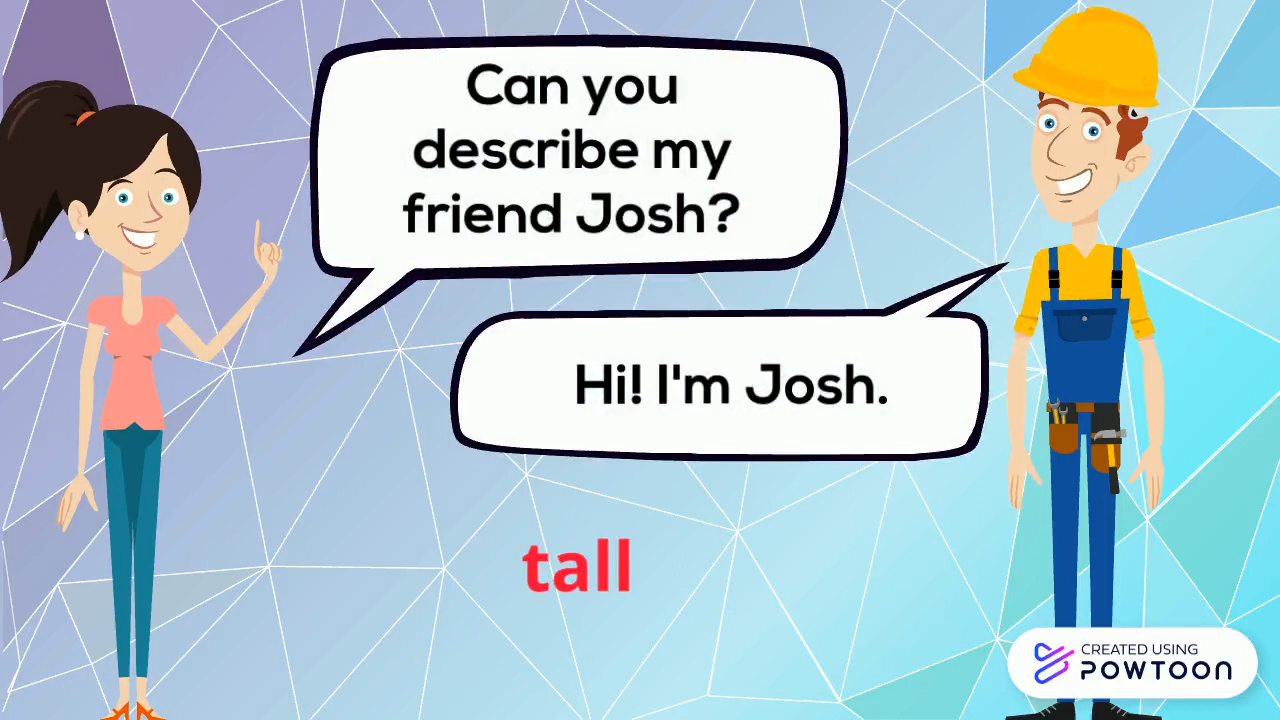 Can you
describe my
friend Josh?
Hi! I'm Josh.
tall
CREATED USING
POWTOON